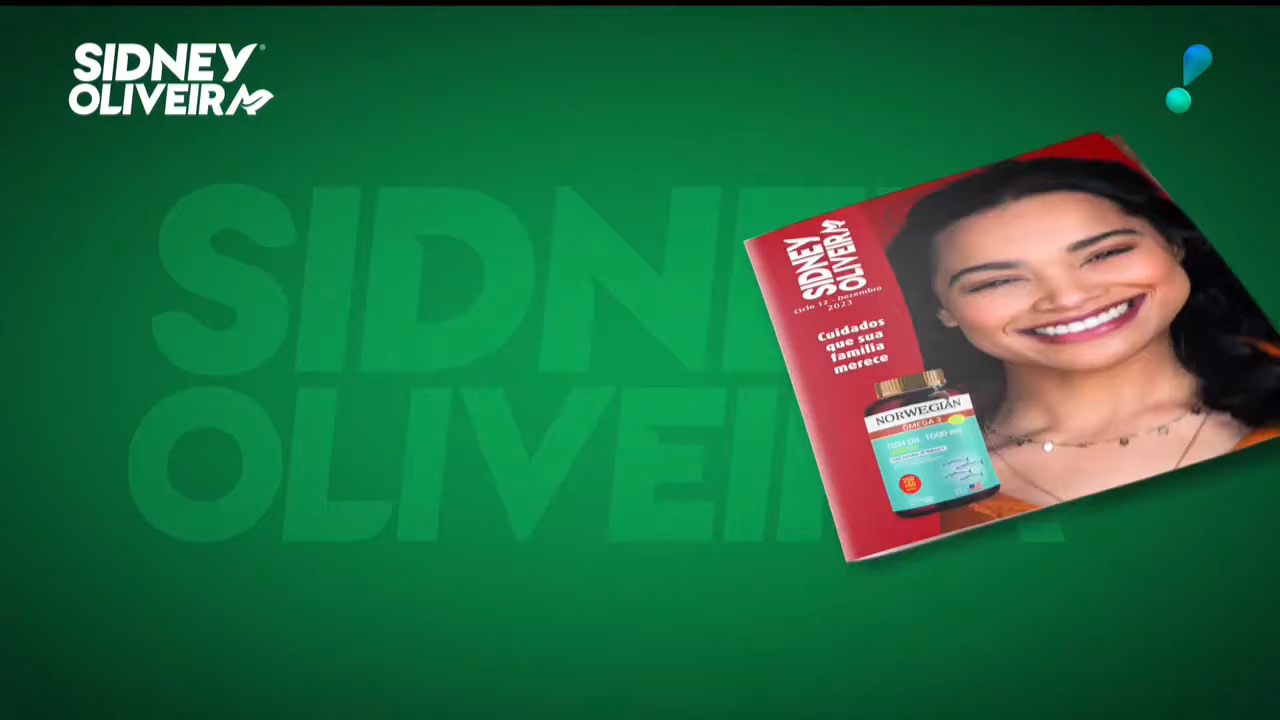 SIDNEY
OLIVEIRA
SIDNEY
OLIVEIRA
SIDNEY
OLIVEIRA
Ciclo 12 - Dezembro
2023
Cuidados
que sua
família
merece
NORWEGIAN
ÔMEGA 3
FISH OIL 1000 mg